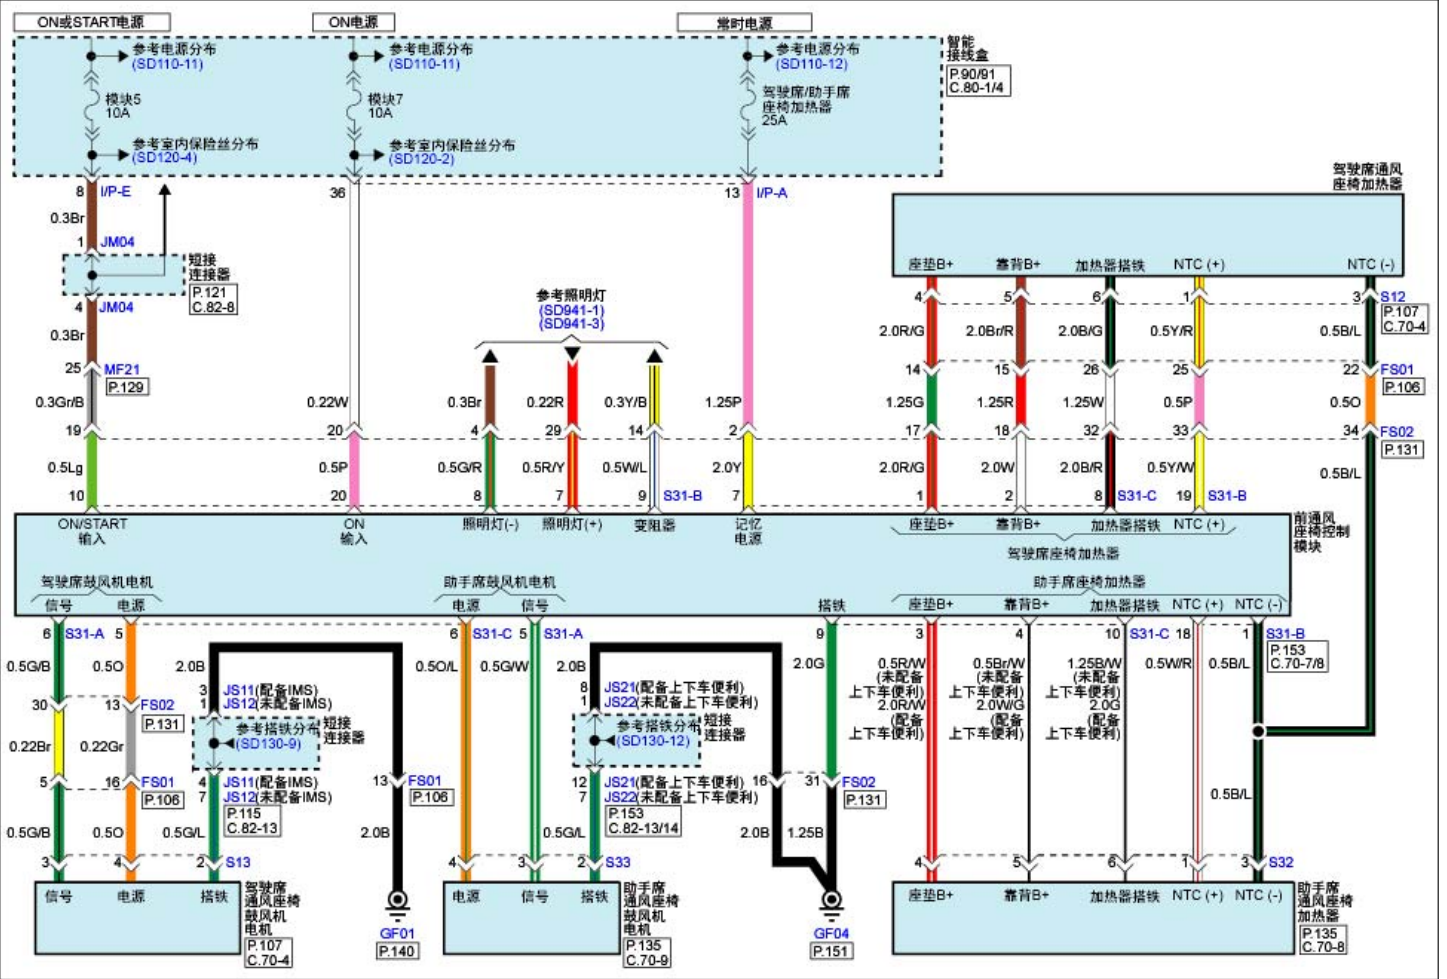 ON或START电源
ON电源
常时电源
参考电源分布
(SD110-11)
参考电源分布
(SD110-11)
参考电源分布
(SD110-12)
智能
接线盒
P.90/91
C.80-1/4
模块5
10A
模块7
10A
驾驶席/助手席
座椅加热器
25A
参考室内保险丝分布
(SD120-4)
参考室内保险丝分布
(SD120-2)
8 I/P-E
36
13 I/P-A
0.3Br
1 JM04
短接
连接器
P.121
C.82-8
4 JM04
0.3Br
25 MF21
P.129
参考照明灯
(SD941-1)
(SD941-3)
驾驶席通风
座椅加热器
座垫B+
靠背B+
加热器搭铁
NTC (+)
NTC (-)
4
5
6
1
3 S12
P.107
C.70-4
2.0R/G
2.0Br/R
2.0B/G
0.5Y/R
0.5B/L
14
15
26
25
22 FS01
P.106
0.3Gr/B
0.22W
0.3Br
0.22R
0.3Y/B
1.25P
1.25G
1.25R
1.25W
0.5P
0.5O
19
20
4
29
14
2
17
18
32
33
34 FS02
P.131
0.5Lg
0.5P
0.5G/R
0.5R/Y
0.5W/L
2.0Y
2.0R/G
2.0W
2.0B/R
0.5Y/W
0.5B/L
10
20
8
7
9 S31-B
7
1
2
8 S31-C
19 S31-B
ON/START
输入
ON
输入
照明灯(-)
照明灯(+)
变阻器
记忆
电源
座垫B+
靠背B+
加热器搭铁
NTC (+)
驾驶席座椅加热器
前通风
座椅控制
模块
驾驶席鼓风机电机
助手席鼓风机电机
助手席座椅加热器
信号
电源
电源
信号
搭铁
座垫B+
靠背B+
加热器搭铁
NTC (+)
NTC (-)
6 S31-A
5
6 S31-C
5 S31-A
9
3
4
10 S31-C
18
1 S31-B
P.153
C.70-7/8
0.5G/B
0.5O
2.0B
0.5O/L
0.5G/W
2.0B
2.0G
0.5R/W
(未配备
上下车便利)
2.0R/W
(配备
上下车便利)
0.5Br/W
(未配备
上下车便利)
2.0W/G
(配备
上下车便利)
1.25B/W
(未配备
上下车便利)
2.0G
(配备
上下车便利)
0.5W/R
0.5B/L
3 JS11(配备IMS)
1 JS12(未配备IMS)
8 JS21(配备上下车便利)
1 JS22(未配备上下车便利)
30
13 FS02
P.131
参考搭铁分布
(SD130-9)
短接
连接器
参考搭铁分布
(SD130-12)
短接
连接器
0.22Br
0.22Gr
5
16 FS01
P.106
4 JS11(配备IMS)
7 JS12(未配备IMS)
P.115
C.82-13
13 FS01
P.106
12 JS21(配备上下车便利)
7 JS22(未配备上下车便利)
P.153
C.82-13/14
16
31 FS02
P.131
0.5B/L
0.5G/B
0.5O
0.5G/L
2.0B
0.5G/L
2.0B
1.25B
3
4
2 S13
4
3
2 S33
4
5
6
1
3 S32
信号
电源
搭铁
驾驶席
通风座椅
鼓风机
电机
P.107
C.70-4
GF01
P.140
电源
信号
搭铁
助手席
通风座椅
鼓风机
电机
P.135
C.70-9
GF04
P.151
座垫B+
靠背B+
加热器搭铁
NTC (+)
NTC (-)
助手席
通风座椅
加热器
P.135
C.70-8